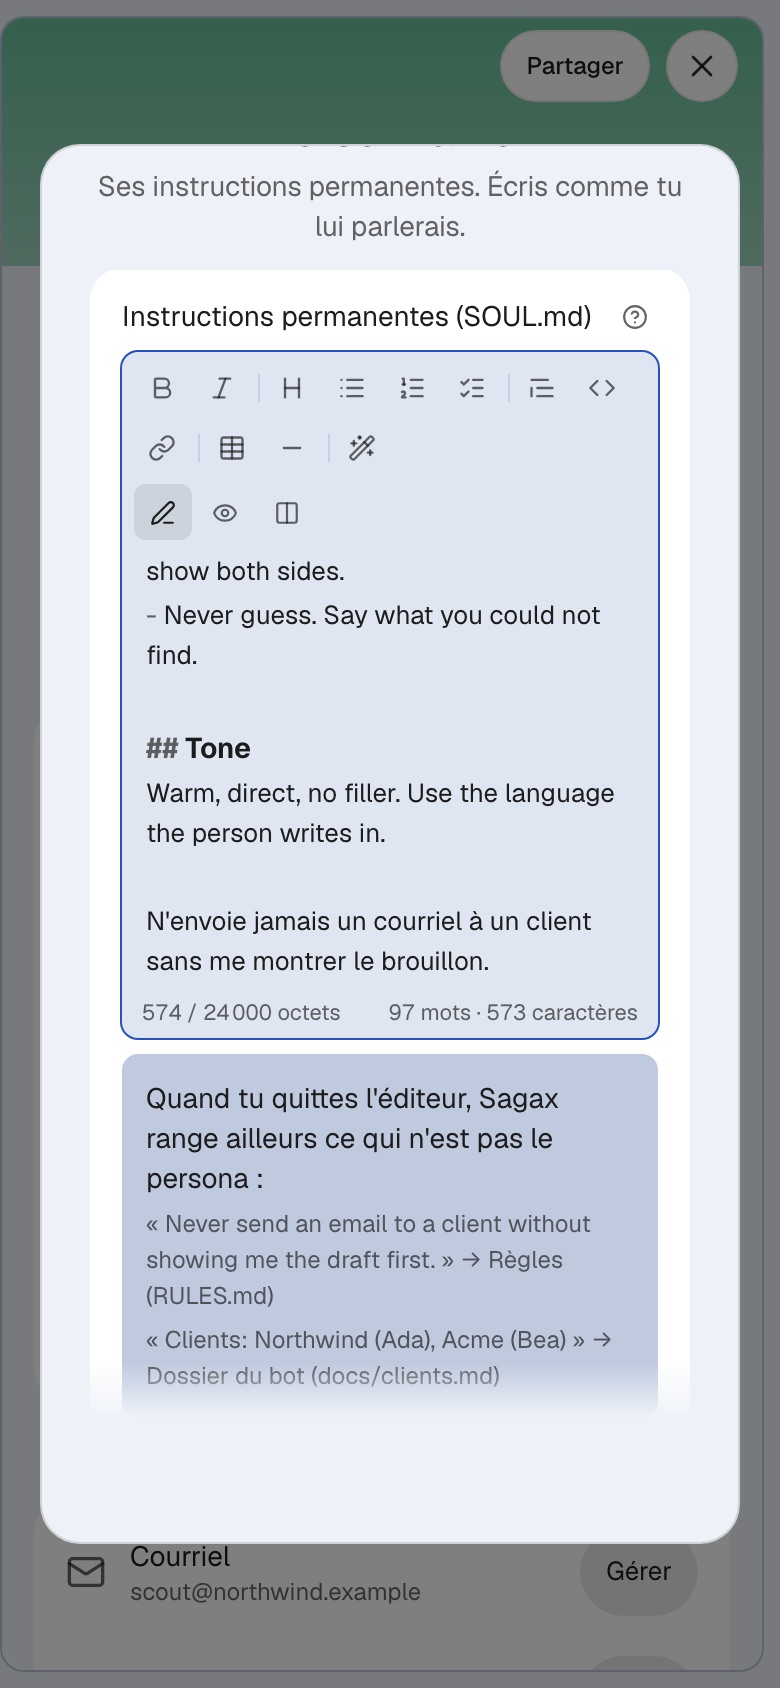 Partager
Ses instructions permanentes. Écris comme tu
lui parlerais.
Instructions permanentes (SOUL.md)
show both sides.
- Never guess. Say what you could not
find.
## Tone
Warm, direct, no filler. Use the language
the person writes in.
N'envoie jamais un courriel à un client
sans me montrer le brouillon.
574 / 24 000 octets 97 mots · 573 caractères
Quand tu quittes l'éditeur, Sagax
range ailleurs ce qui n'est pas le
persona :
« Never send an email to a client without
showing me the draft first. » → Règles
(RULES.md)
« Clients: Northwind (Ada), Acme (Bea) » →
Dossier du bot (docs/clients.md)
Courriel
scout@northwind.example
Gérer